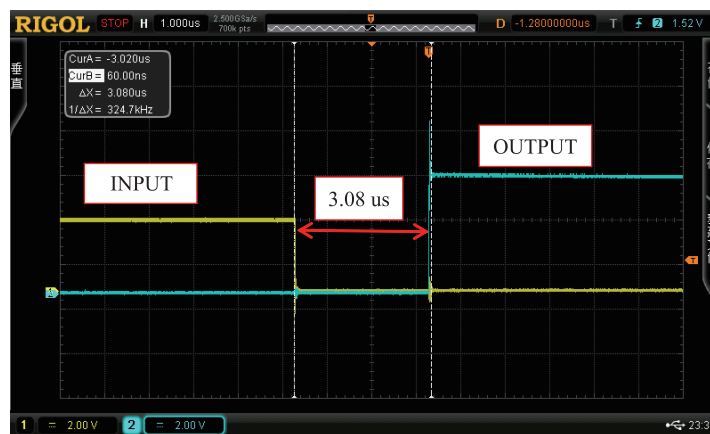 RIGOL STOP H 1.000us 2.500GSa/s 700k pts D -1.28000000us T 2 1.52 V
T
CurA = -3.020us
CurB = 60.00ns
ΔX = 3.080us
1/ΔX = 324.7kHz
垂
直
T
OUTPUT
INPUT
3.08 us
T
1 = 2.00 V 2 = 2.00 V 23:3